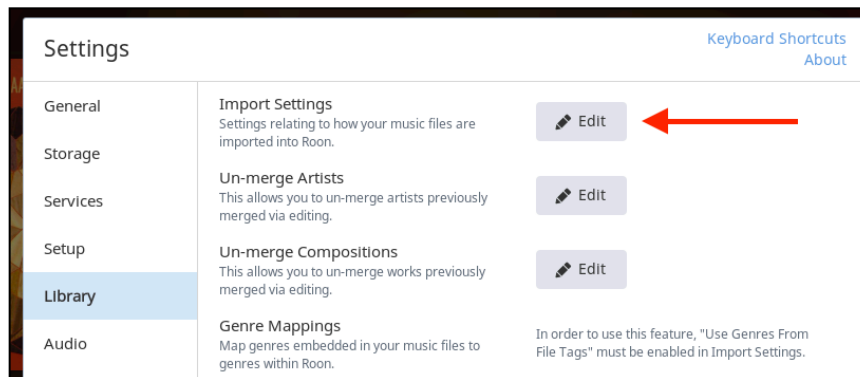 Settings
Keyboard Shortcuts
About
General
Storage
Services
Setup
Library
Audio
Import Settings
Settings relating to how your music files are
imported into Roon.
Edit
Un-merge Artists
This allows you to un-merge artists previously
merged via editing.
Edit
Un-merge Compositions
This allows you to un-merge works previously
merged via editing.
Edit
Genre Mappings
Map genres embedded in your music files to
genres within Roon.
In order to use this feature, "Use Genres From
File Tags" must be enabled in Import Settings.